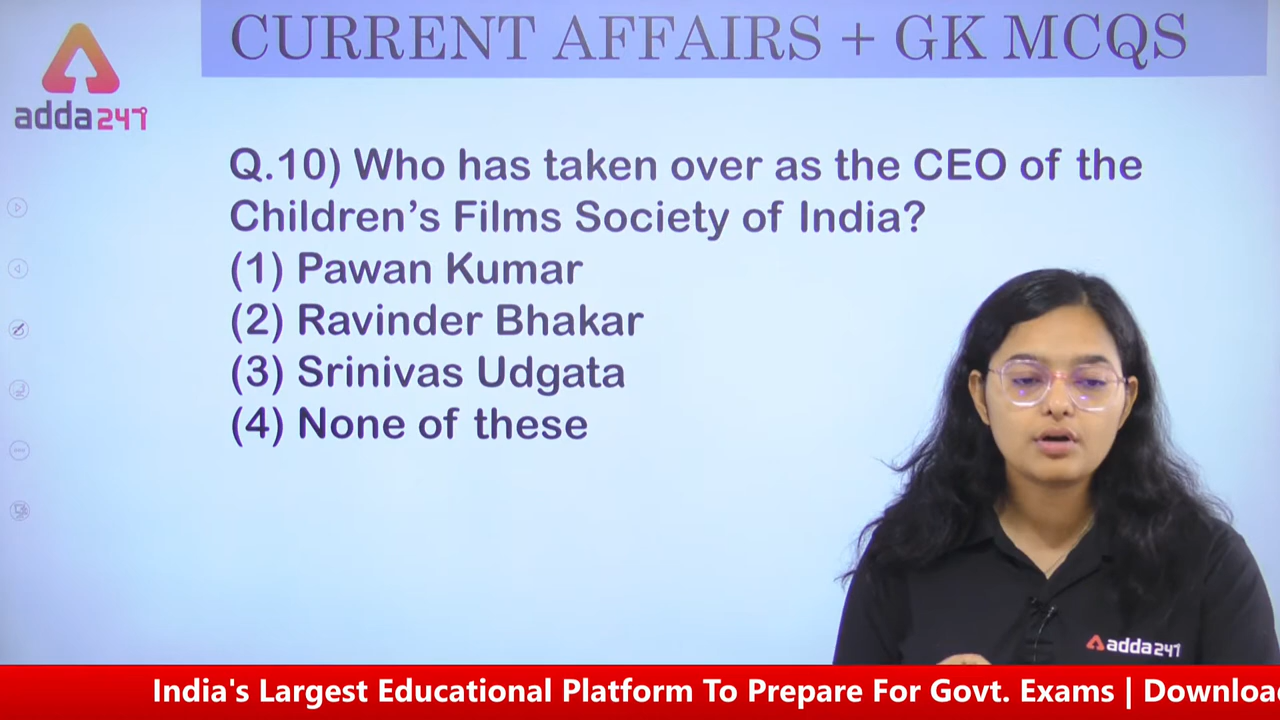 CURRENT AFFAIRS + GK MCQS
adda247
Q.10) Who has taken over as the CEO of the
Children's Films Society of India?
(1) Pawan Kumar
(2) Ravinder Bhakar
(3) Srinivas Udgata
(4) None of these
adda247
India's Largest Educational Platform To Prepare For Govt. Exams | Downloa